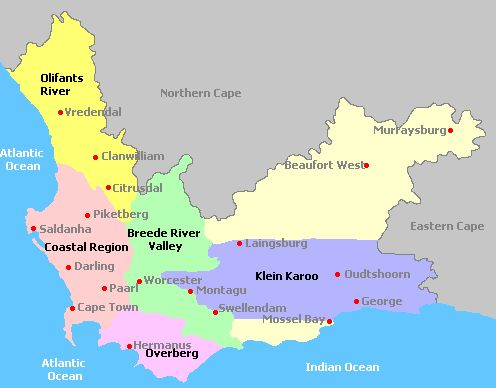 Olifants
River
Vredendal
Northern Cape
Murraysburg
Atlantic
Ocean
Clanwilliam
Beaufort West
Citrusdal
Piketberg
Saldanha
Breede River
Valley
Eastern Cape
Coastal Region
Laingsburg
Darling
Klein Karoo
Oudtshoorn
Paarl
Worcester
Montagu
George
Cape Town
Swellendam
Mossel Bay
Hermanus
Overberg
Atlantic
Ocean
Indian Ocean